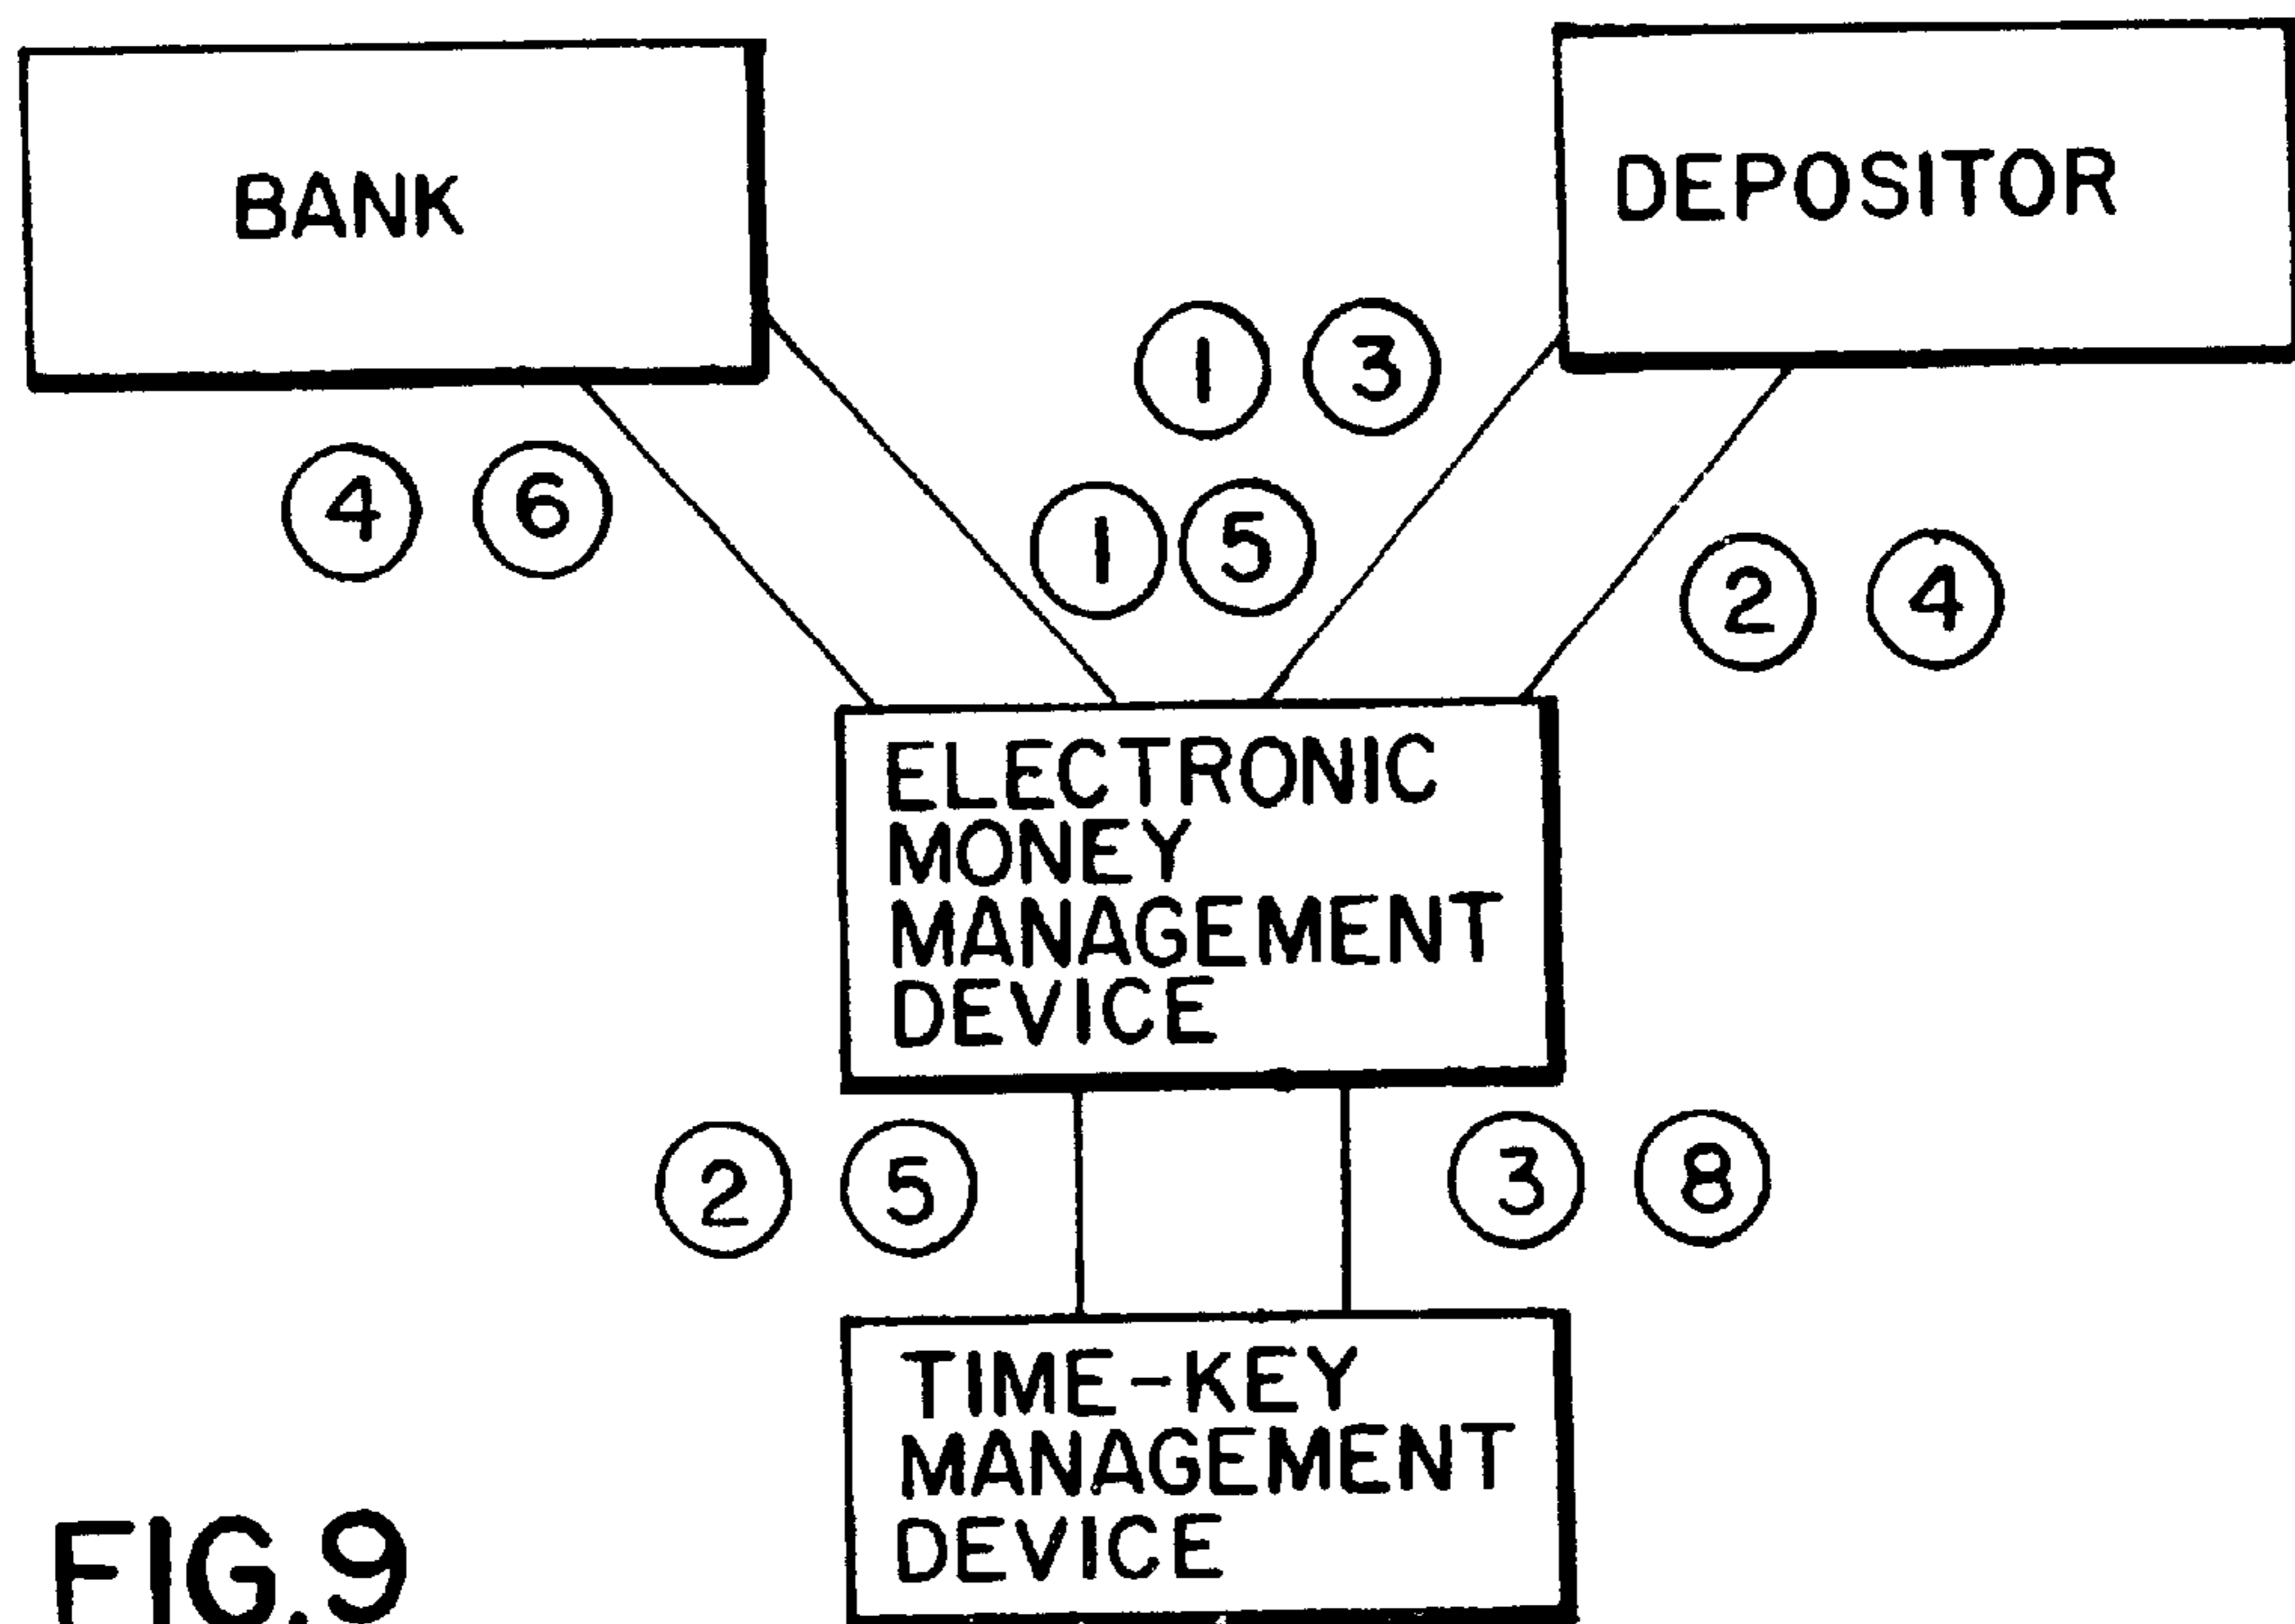 BANK
DEPOSITOR
① ③
④ ⑥
① ⑤
② ④
ELECTRONIC
MONEY
MANAGEMENT
DEVICE
② ⑤
③ ⑧
TIME-KEY
MANAGEMENT
DEVICE
FIG.9